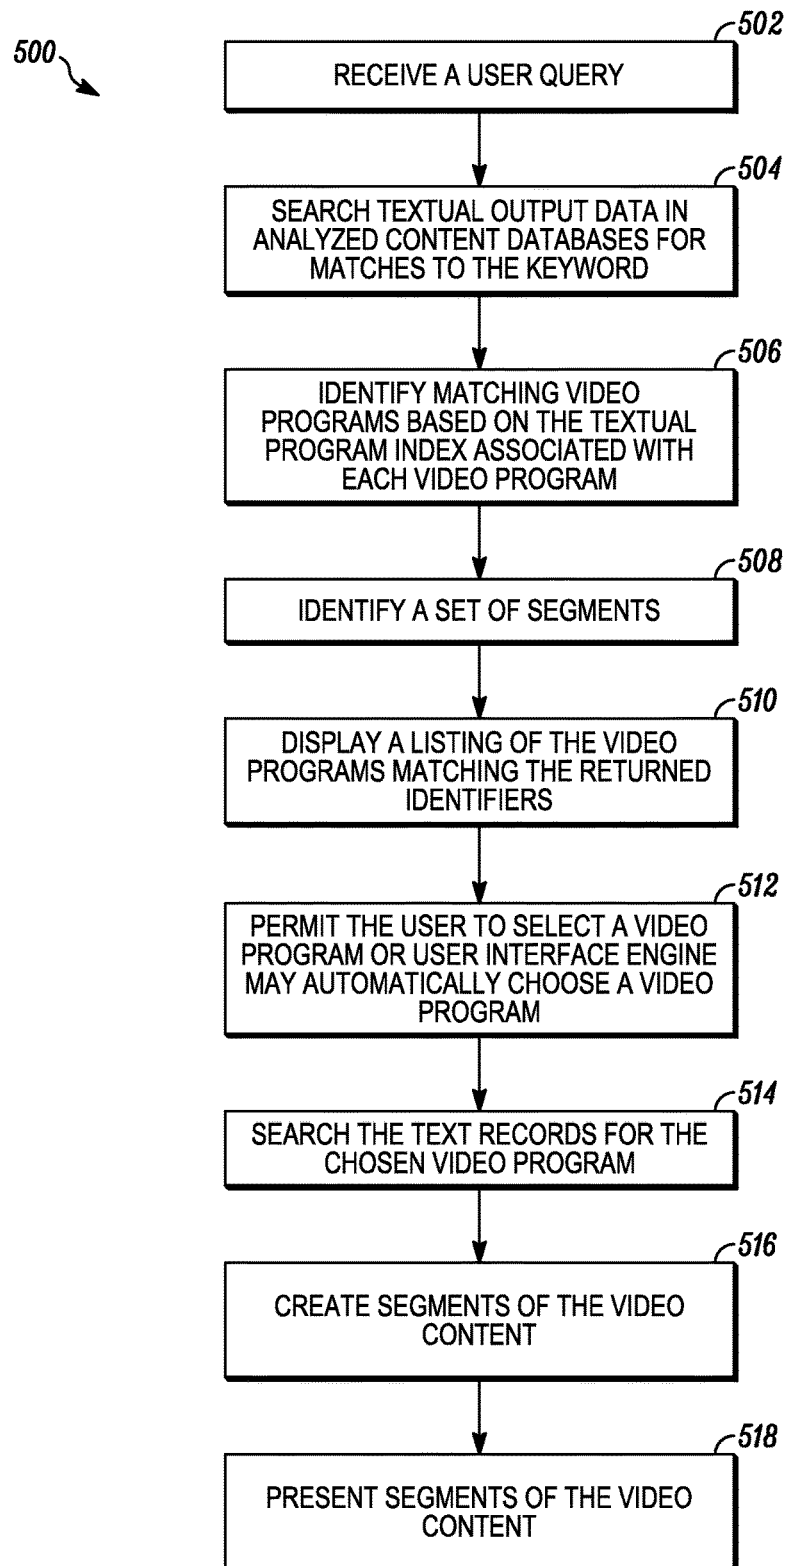 500
502
RECEIVE A USER QUERY
504
SEARCH TEXTUAL OUTPUT DATA IN
ANALYZED CONTENT DATABASES FOR
MATCHES TO THE KEYWORD
506
IDENTIFY MATCHING VIDEO
PROGRAMS BASED ON THE TEXTUAL
PROGRAM INDEX ASSOCIATED WITH
EACH VIDEO PROGRAM
508
IDENTIFY A SET OF SEGMENTS
510
DISPLAY A LISTING OF THE VIDEO
PROGRAMS MATCHING THE RETURNED
IDENTIFIERS
512
PERMIT THE USER TO SELECT A VIDEO
PROGRAM OR USER INTERFACE ENGINE
MAY AUTOMATICALLY CHOOSE A VIDEO
PROGRAM
514
SEARCH THE TEXT RECORDS FOR THE
CHOSEN VIDEO PROGRAM
516
CREATE SEGMENTS OF THE VIDEO
CONTENT
518
PRESENT SEGMENTS OF THE VIDEO
CONTENT